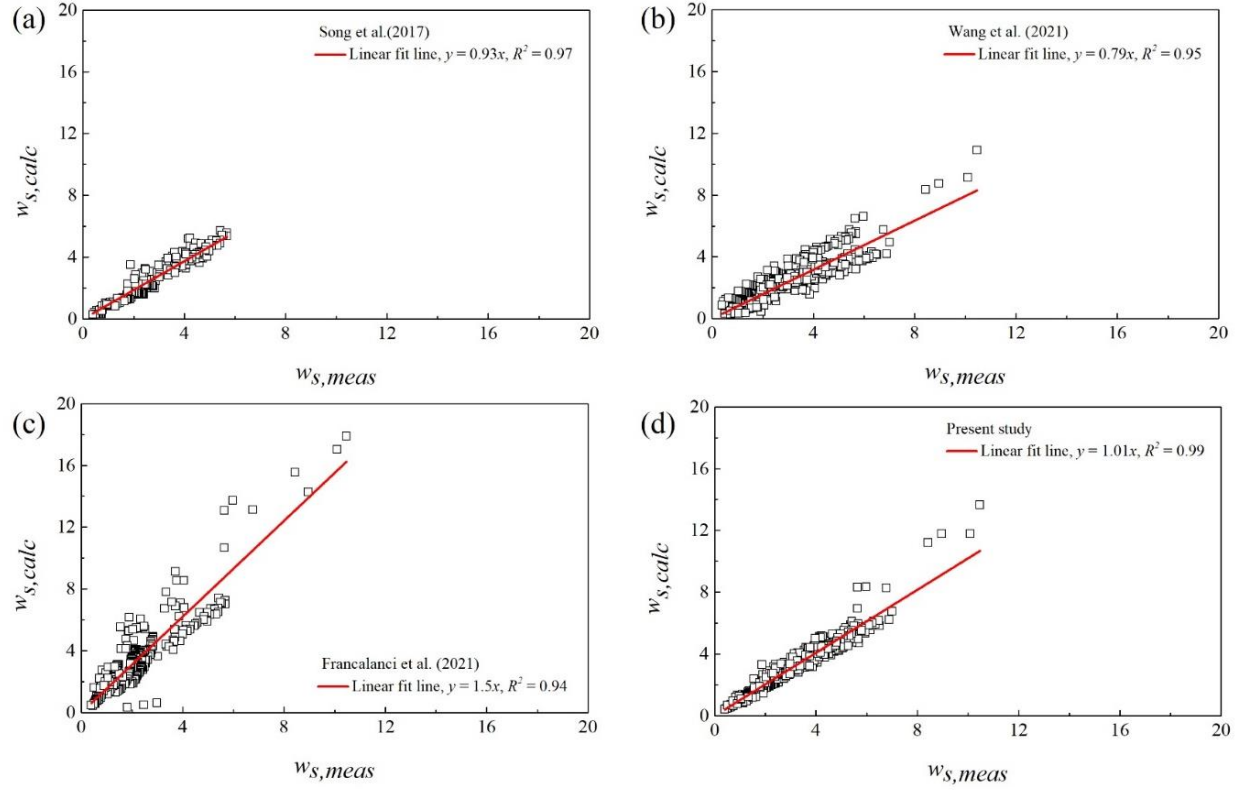 (a)
Song et al.(2017)
Linear fit line, y = 0.93x, R² = 0.97
20
16
12
8
4
0
0 4 8 12 16 20
w_s,calc
w_s,meas
(b)
Wang et al. (2021)
Linear fit line, y = 0.79x, R² = 0.95
20
16
12
8
4
0
0 4 8 12 16 20
w_s,calc
w_s,meas
(c)
20
16
12
8
4
0
Francalanci et al. (2021)
Linear fit line, y = 1.5x, R² = 0.94
0 4 8 12 16 20
w_s,calc
w_s,meas
(d)
Present study
Linear fit line, y = 1.01x, R² = 0.99
20
16
12
8
4
0
0 4 8 12 16 20
w_s,calc
w_s,meas